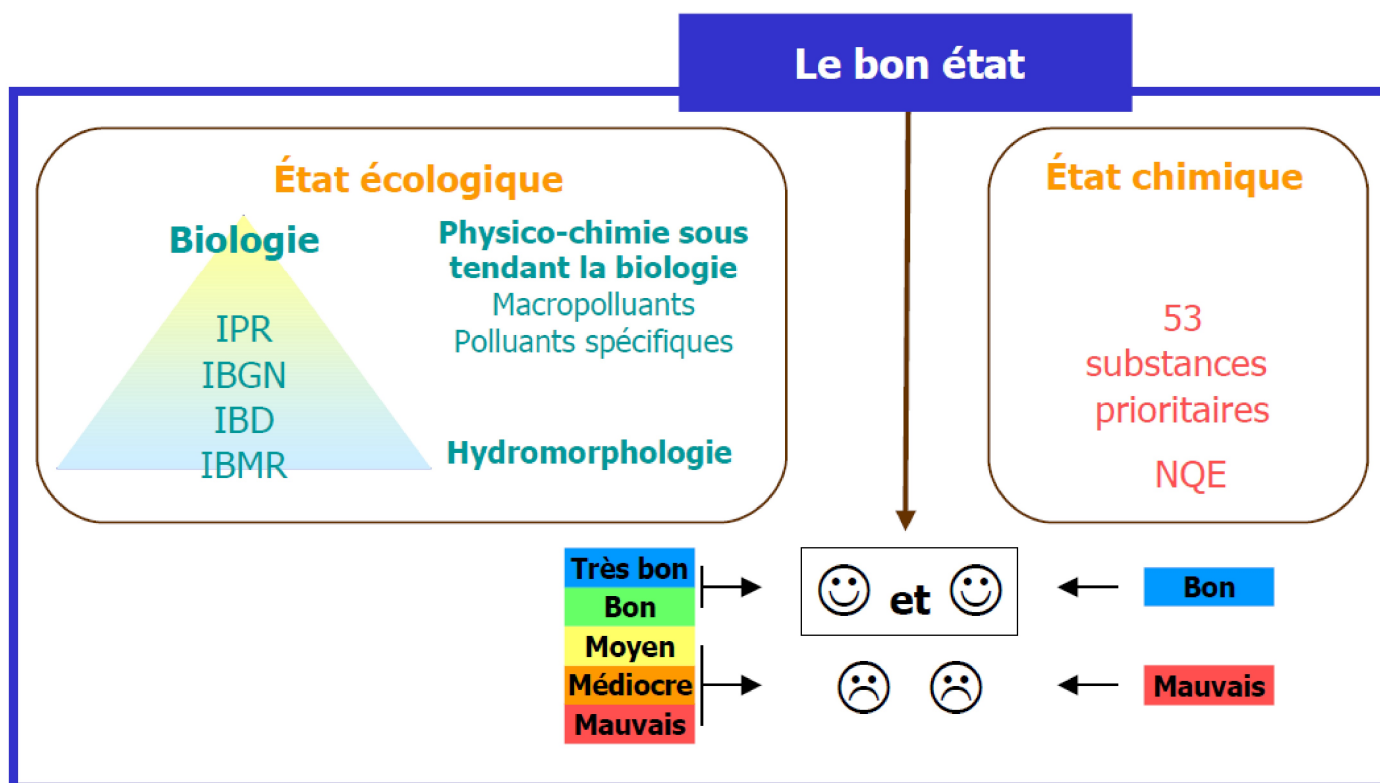 Le bon état
État écologique
Biologie
IPR
IBGN
IBD
IBMR
Physico-chimie sous
tendant la biologie
Macropolluants
Polluants spécifiques
Hydromorphologie
État chimique
53
substances
prioritaires
NQE
Très bon
Bon
Moyen
Médiocre
Mauvais
et
Bon
Mauvais